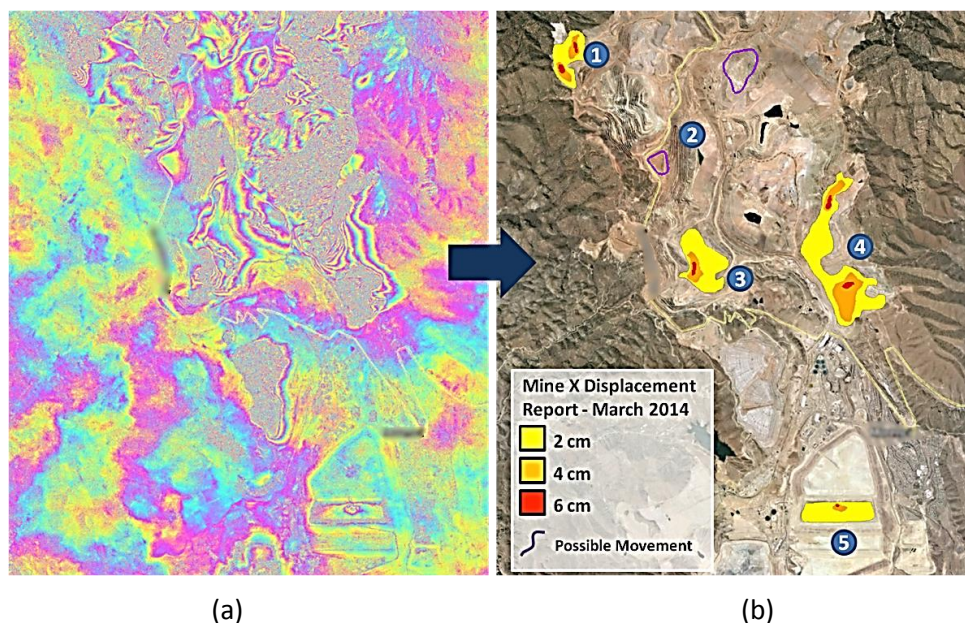 1
2
3
4
5
Mine X Displacement
Report - March 2014
2 cm
4 cm
6 cm
Possible Movement
(a)
(b)